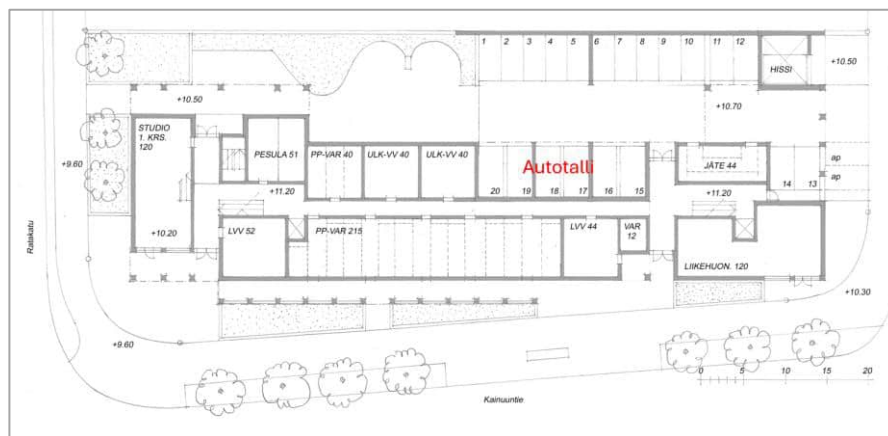 1 2 3 4 5 6 7 8 9 10 11 12
HISSI
+10.50
+10.50
+10.70
STUDIO
1. KRS.
120
PESULA 51
PP-VAR 40
ULK-VV 40
ULK-VV 40
Autotalli
JÄTE 44
ap
ap
+9.60
20 19 18 17 16 15
14 13
+11.20
+11.20
+10.20
LVV 52
PP-VAR 215
LVV 44
VAR
12
LIIKEHUON. 120
Ratakatu
+10.30
+9.60
0 5 10 15 20
Kainuuntie